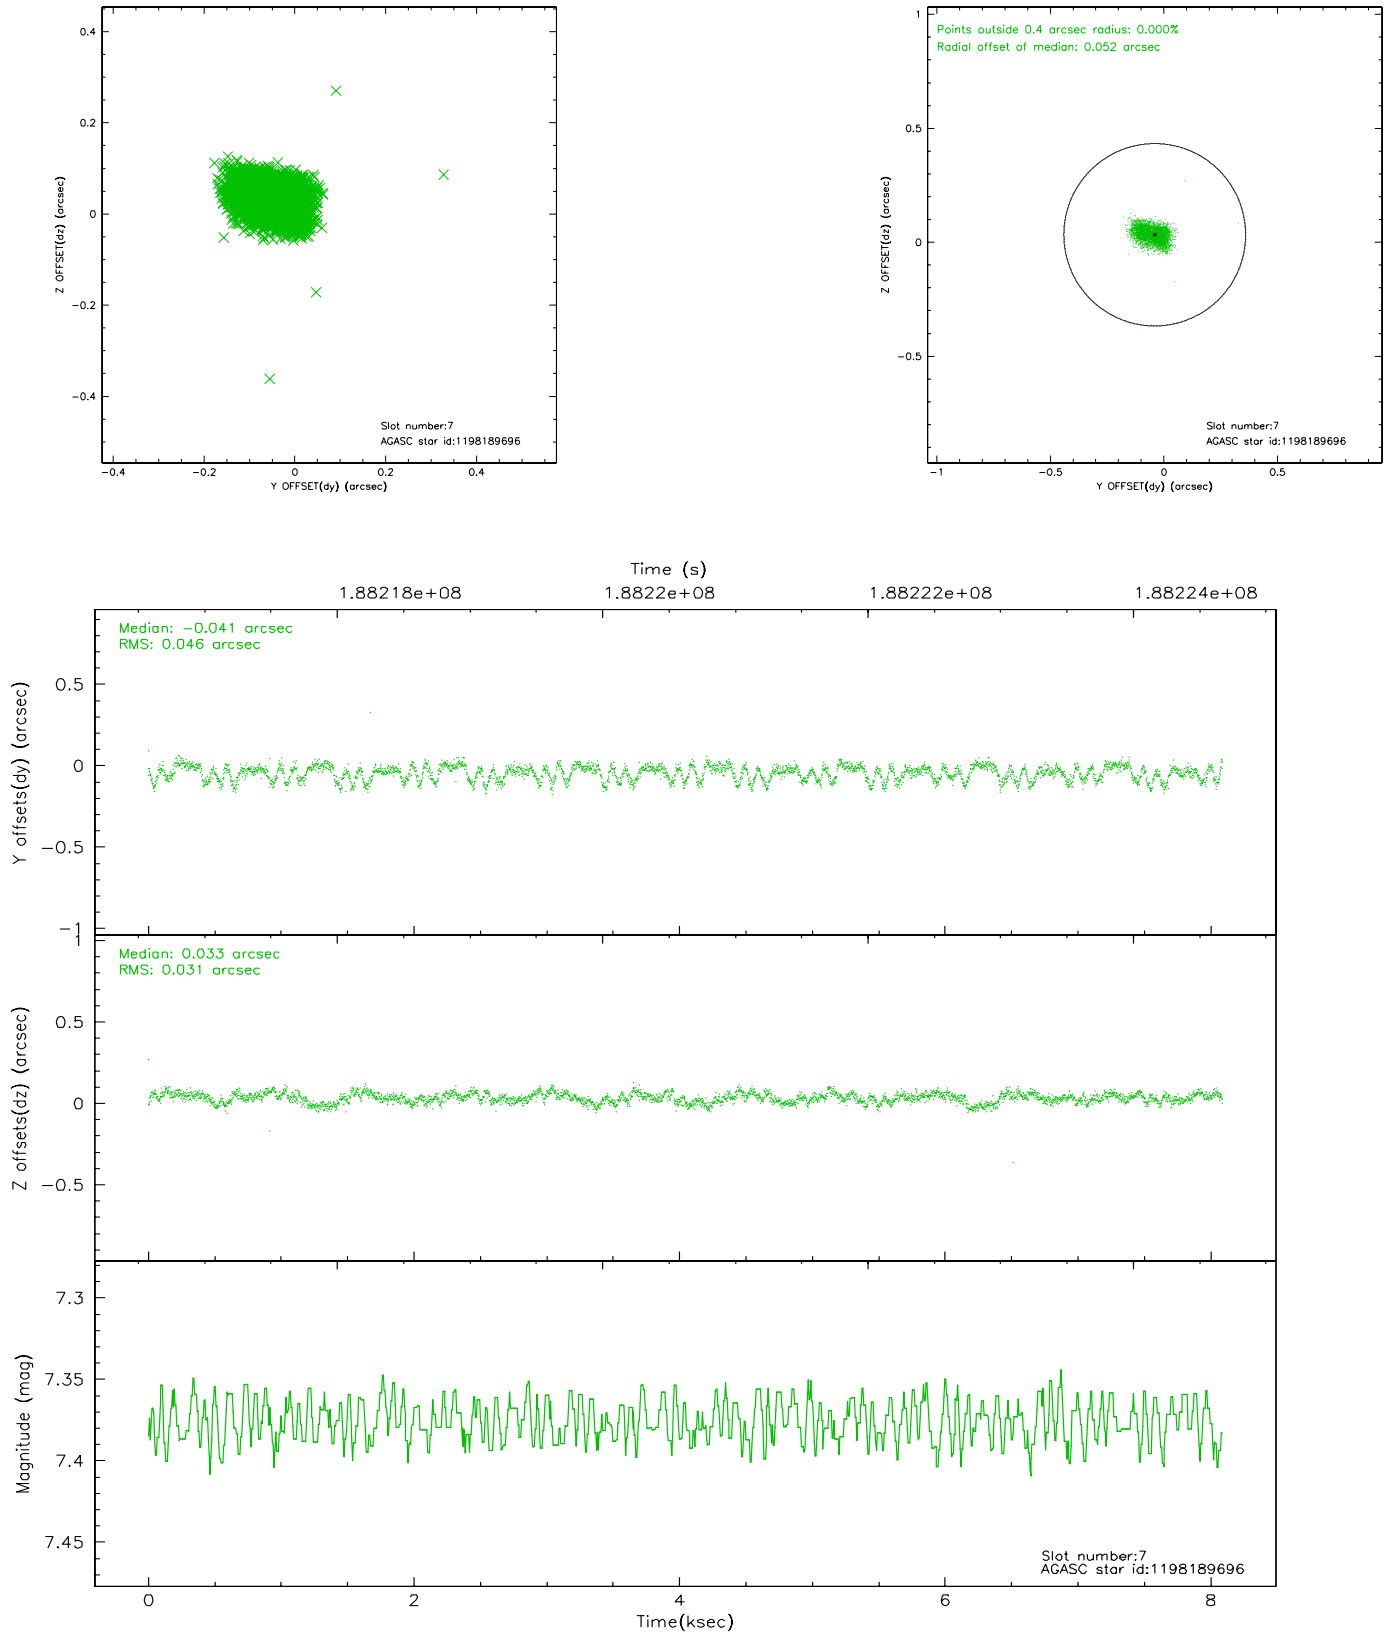 0.4
0.2
0
−0.2
−0.4
Z OFFSET(dz) (arcsec)
Slot number:7
AGASC star id:1198189696
−0.4 −0.2 0 0.2 0.4
Y OFFSET(dy) (arcsec)
Points outside 0.4 arcsec radius: 0.000%
Radial offset of median: 0.052 arcsec
1
0.5
0
−0.5
Z OFFSET(dz) (arcsec)
Slot number:7
AGASC star id:1198189696
−1 −0.5 0 0.5
Y OFFSET(dy) (arcsec)
Time (s)
1.88218e+08 1.8822e+08 1.88222e+08 1.88224e+08
Median: −0.041 arcsec
RMS: 0.046 arcsec
0.5
0
−0.5
−1
Y offsets(dy) (arcsec)
Median: 0.033 arcsec
RMS: 0.031 arcsec
1
0.5
0
−0.5
Z offsets(dz) (arcsec)
7.3
7.35
7.4
7.45
Magnitude (mag)
Slot number:7
AGASC star id:1198189696
0 2 4 6 8
Time(ksec)